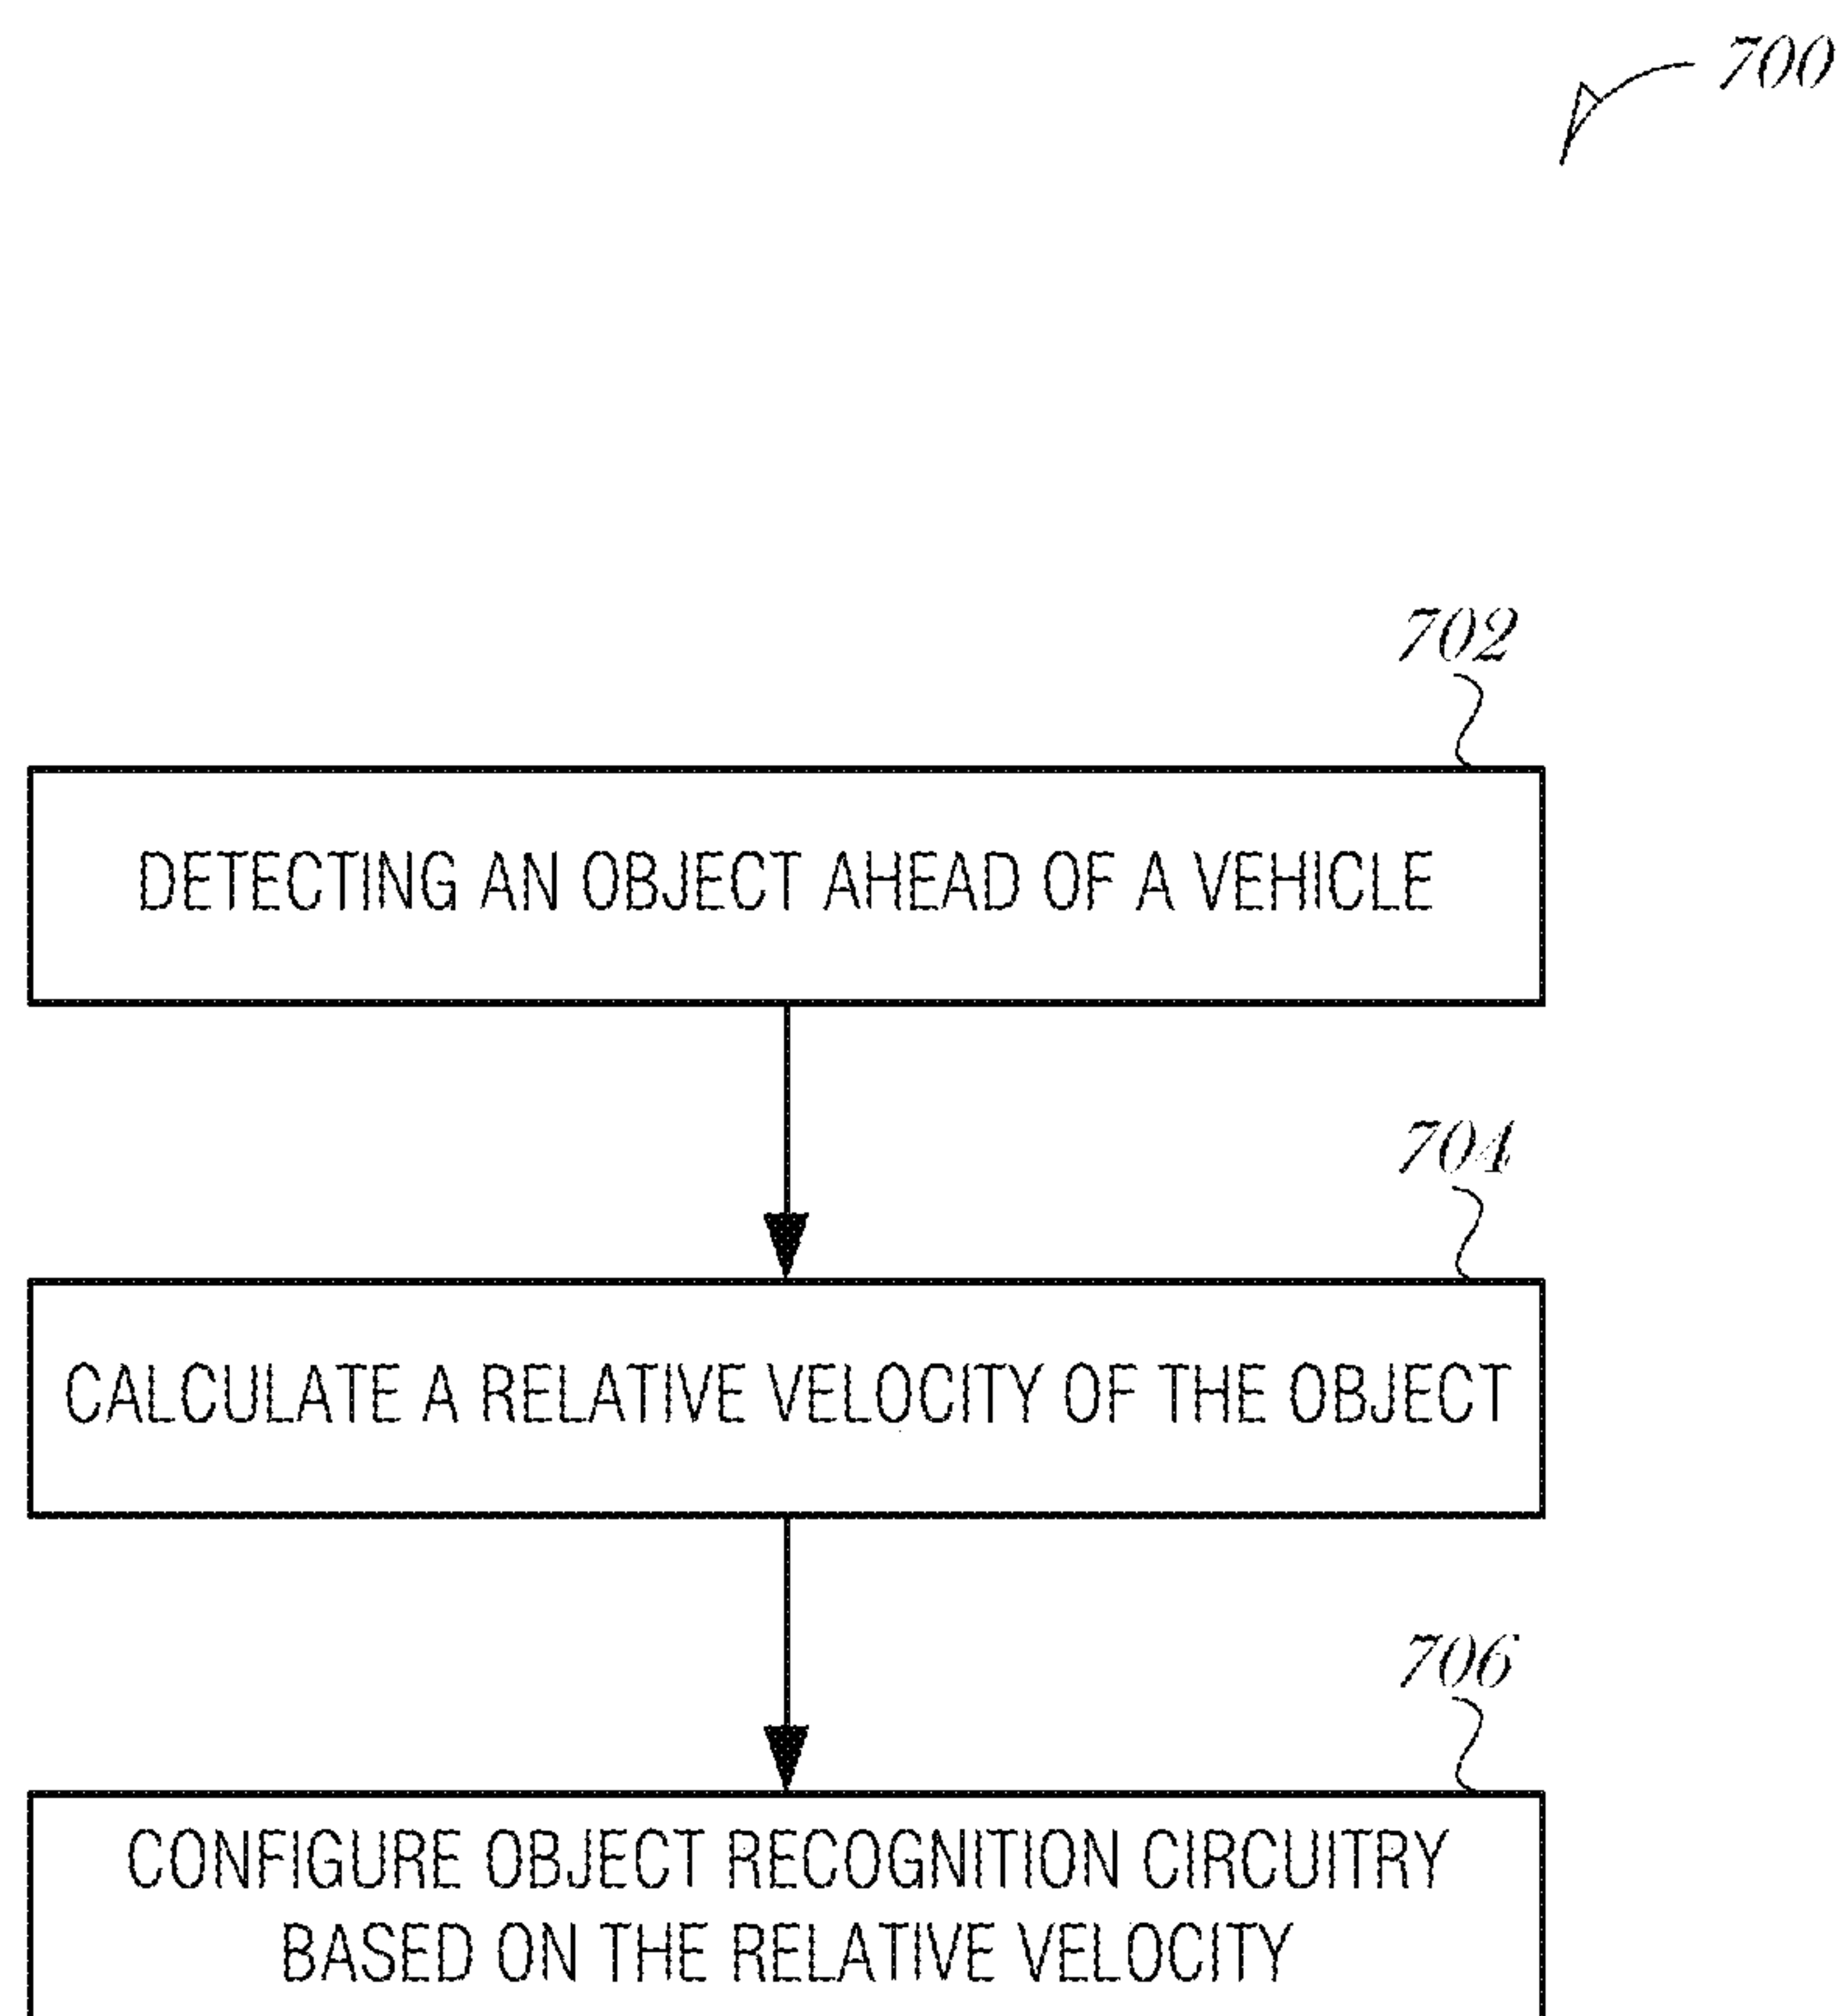 700
702
DETECTING AN OBJECT AHEAD OF A VEHICLE
704
CALCULATE A RELATIVE VELOCITY OF THE OBJECT
706
CONFIGURE OBJECT RECOGNITION CIRCUITRY
BASED ON THE RELATIVE VELOCITY